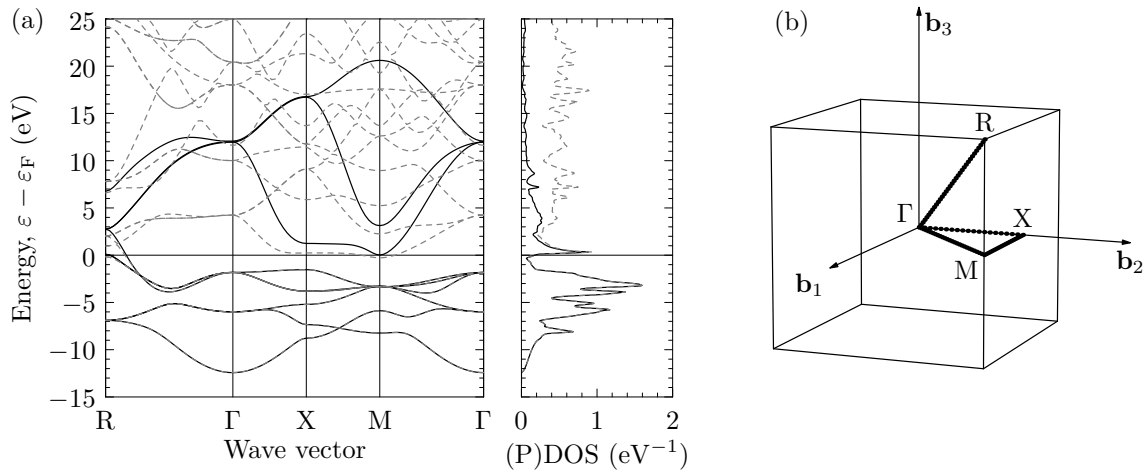 (a)
Energy, ε − ε_F (eV)
25
20
15
10
5
0
−5
−10
−15
R Γ X M Γ
Wave vector
0 1 2
(P)DOS (eV⁻¹)
(b)
b₃
R
Γ
X
M
b₁
b₂